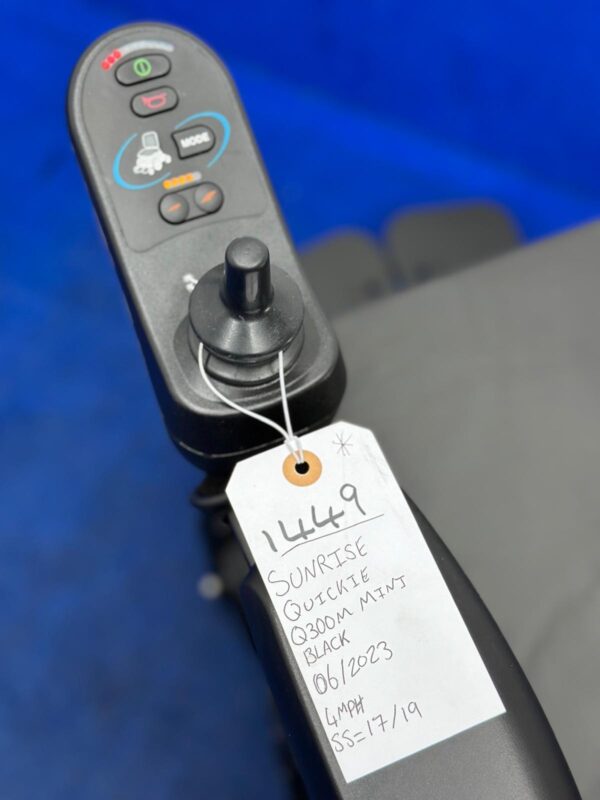 MODE
1449
SUNRISE
QUICKIE
Q300M MINI
BLACK
06/2023
4MPH
SS=17/19